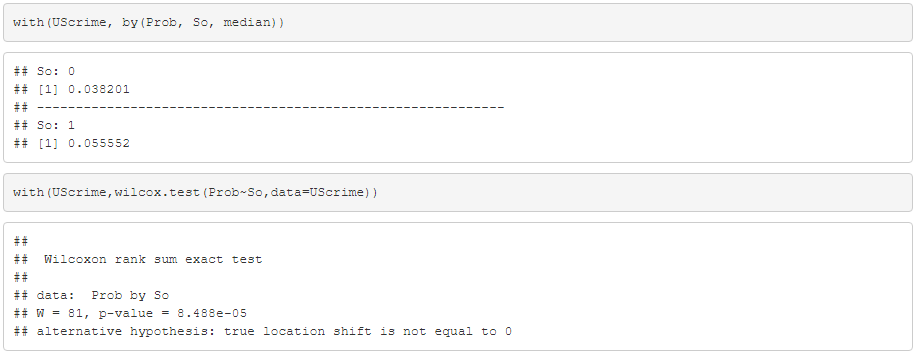 with(UScrime, by(Prob, So, median))
## So: 0
## [1] 0.038201
## ------------------------------------------------------------
## So: 1
## [1] 0.055552
with(UScrime,wilcox.test(Prob~So,data=UScrime))
##
##  Wilcoxon rank sum exact test
##
## data:  Prob by So
## W = 81, p-value = 8.488e-05
## alternative hypothesis: true location shift is not equal to 0